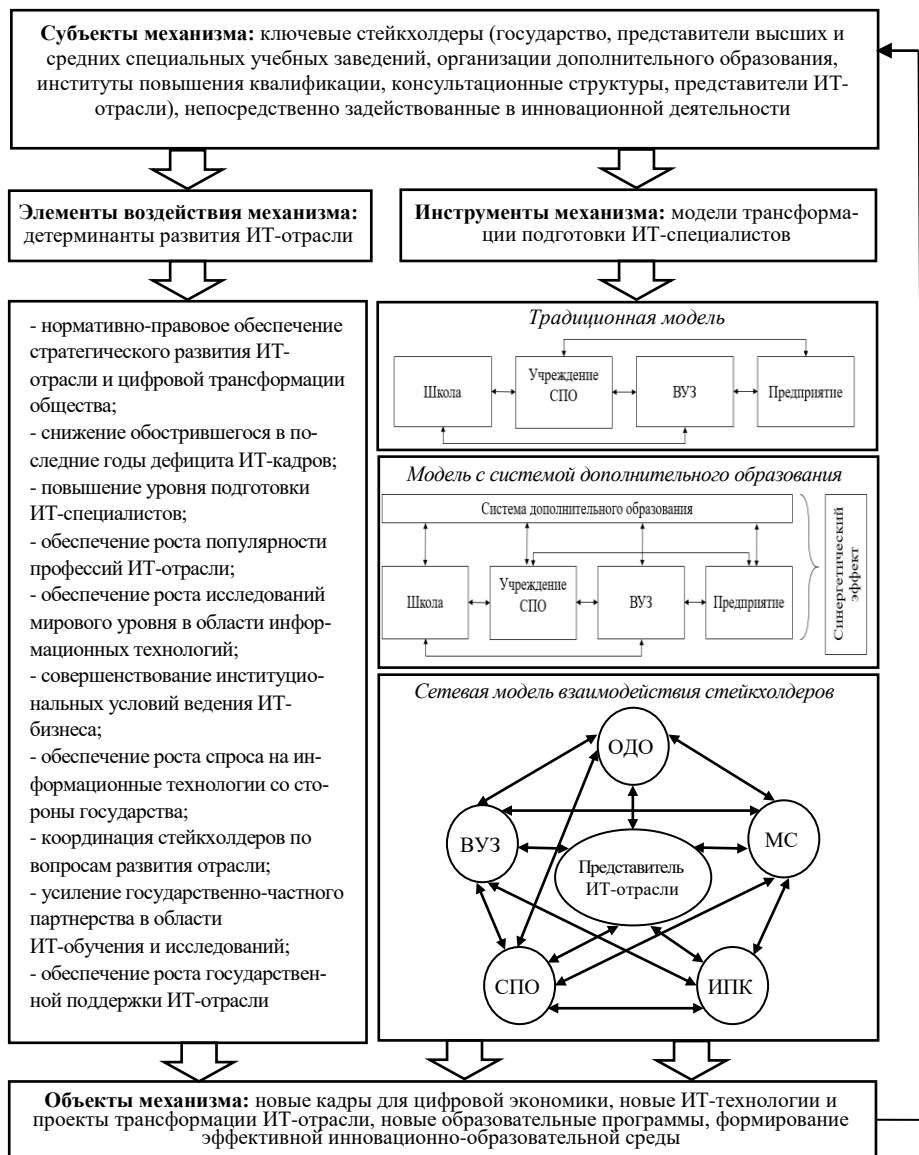 Субъекты механизма: ключевые стейкхолдеры (государство, представители высших и
средних специальных учебных заведений, организации дополнительного образования,
институты повышения квалификации, консультационные структуры, представители ИТ-
отрасли), непосредственно задействованные в инновационной деятельности
Элементы воздействия механизма:
детерминанты развития ИТ-отрасли
Инструменты механизма: модели трансформа-
ции подготовки ИТ-специалистов
- нормативно-правовое обеспечение
стратегического развития ИТ-
отрасли и цифровой трансформации
общества;
- снижение обострившегося в по-
следние годы дефицита ИТ-кадров;
- повышение уровня подготовки
ИТ-специалистов;
- обеспечение роста популярности
профессий ИТ-отрасли;
- обеспечение роста исследований
мирового уровня в области инфор-
мационных технологий;
- совершенствование институцио-
нальных условий ведения ИТ-
бизнеса;
- обеспечение роста спроса на ин-
формационные технологии со сто-
роны государства;
- координация стейкхолдеров по
вопросам развития отрасли;
- усиление государственно-частного
партнерства в области
ИТ-обучения и исследований;
- обеспечение роста государствен-
ной поддержки ИТ-отрасли
Традиционная модель
Школа
Учреждение
СПО
ВУЗ
Предприятие
Модель с системой дополнительного образования
Система дополнительного образования
Школа
Учреждение
СПО
ВУЗ
Предприятие
Синергетический
эффект
Сетевая модель взаимодействия стейкхолдеров
ОДО
ВУЗ
МС
Представитель
ИТ-отрасли
СПО
ИПК
Объекты механизма: новые кадры для цифровой экономики, новые ИТ-технологии и
проекты трансформации ИТ-отрасли, новые образовательные программы, формирование
эффективной инновационно-образовательной среды